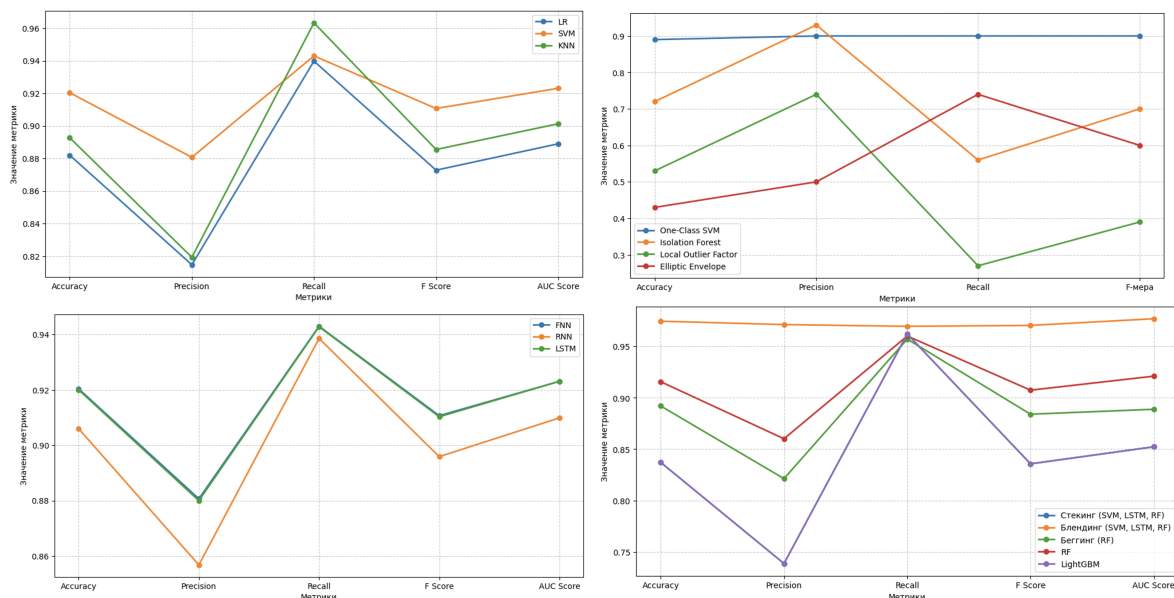 0.96
0.94
0.92
0.90
0.88
0.86
0.84
0.82
Значение метрики
LR
SVM
KNN
Accuracy
Precision
Recall
F Score
AUC Score
Метрики
0.9
0.8
0.7
0.6
0.5
0.4
0.3
Значение метрики
One-Class SVM
Isolation Forest
Local Outlier Factor
Elliptic Envelope
Accuracy
Precision
Recall
F-мера
Метрики
0.94
0.92
0.90
0.88
0.86
Значение метрики
FNN
RNN
LSTM
Accuracy
Precision
Recall
F Score
AUC Score
Метрики
0.95
0.90
0.85
0.80
0.75
Значение метрики
Стекинг (SVM, LSTM, RF)
Блендинг (SVM, LSTM, RF)
Беггинг (RF)
RF
LightGBM
Accuracy
Precision
Recall
F Score
AUC Score
Метрики